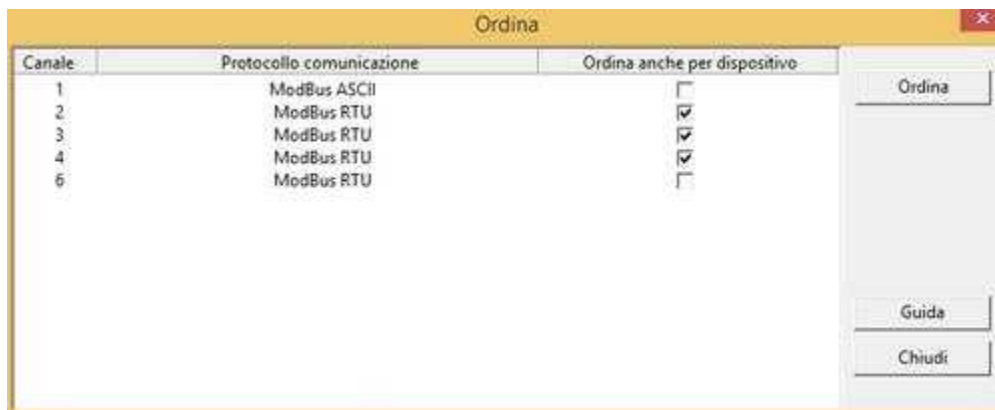 Ordina
Canale Protocollo comunicazione Ordina anche per dispositivo
1 ModBus ASCII
2 ModBus RTU
3 ModBus RTU
4 ModBus RTU
6 ModBus RTU
Ordina
Guida
Chiudi